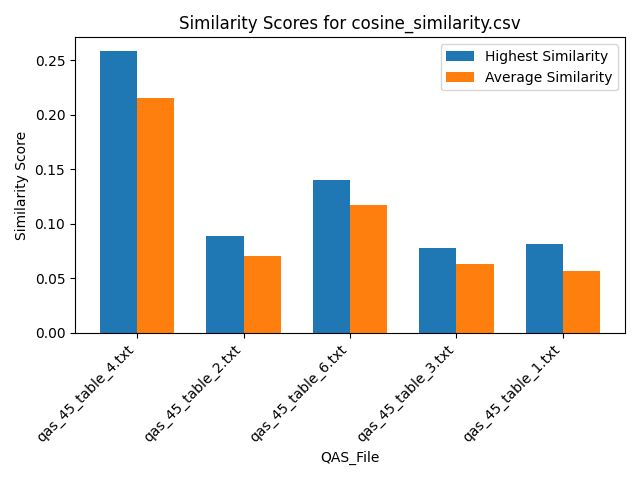 Similarity Scores for cosine_similarity.csv
Highest Similarity
Average Similarity
Similarity Score
0.25
0.20
0.15
0.10
0.05
0.00
qas_45_table_4.txt
qas_45_table_2.txt
qas_45_table_6.txt
qas_45_table_3.txt
qas_45_table_1.txt
QAS_File